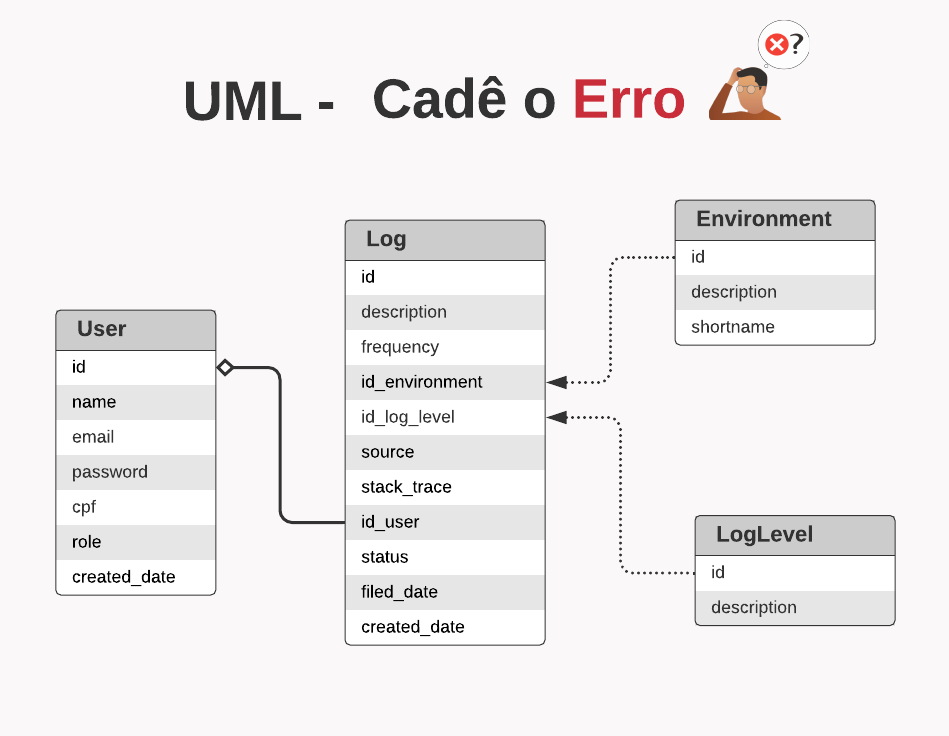 UML - Cadê o Erro
?
User
id
name
email
password
cpf
role
created_date
Log
id
description
frequency
id_environment
id_log_level
source
stack_trace
id_user
status
filed_date
created_date
Environment
id
description
shortname
LogLevel
id
description